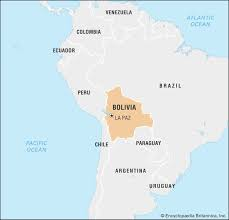 VENEZUELA
ATLANTIC
OCEAN
COLOMBIA
ECUADOR
BRAZIL
PERU
BOLIVIA
LA PAZ
PACIFIC
OCEAN
CHILE
PARAGUAY
ARGENTINA
URUGUAY
© Encyclopædia Britannica, Inc.